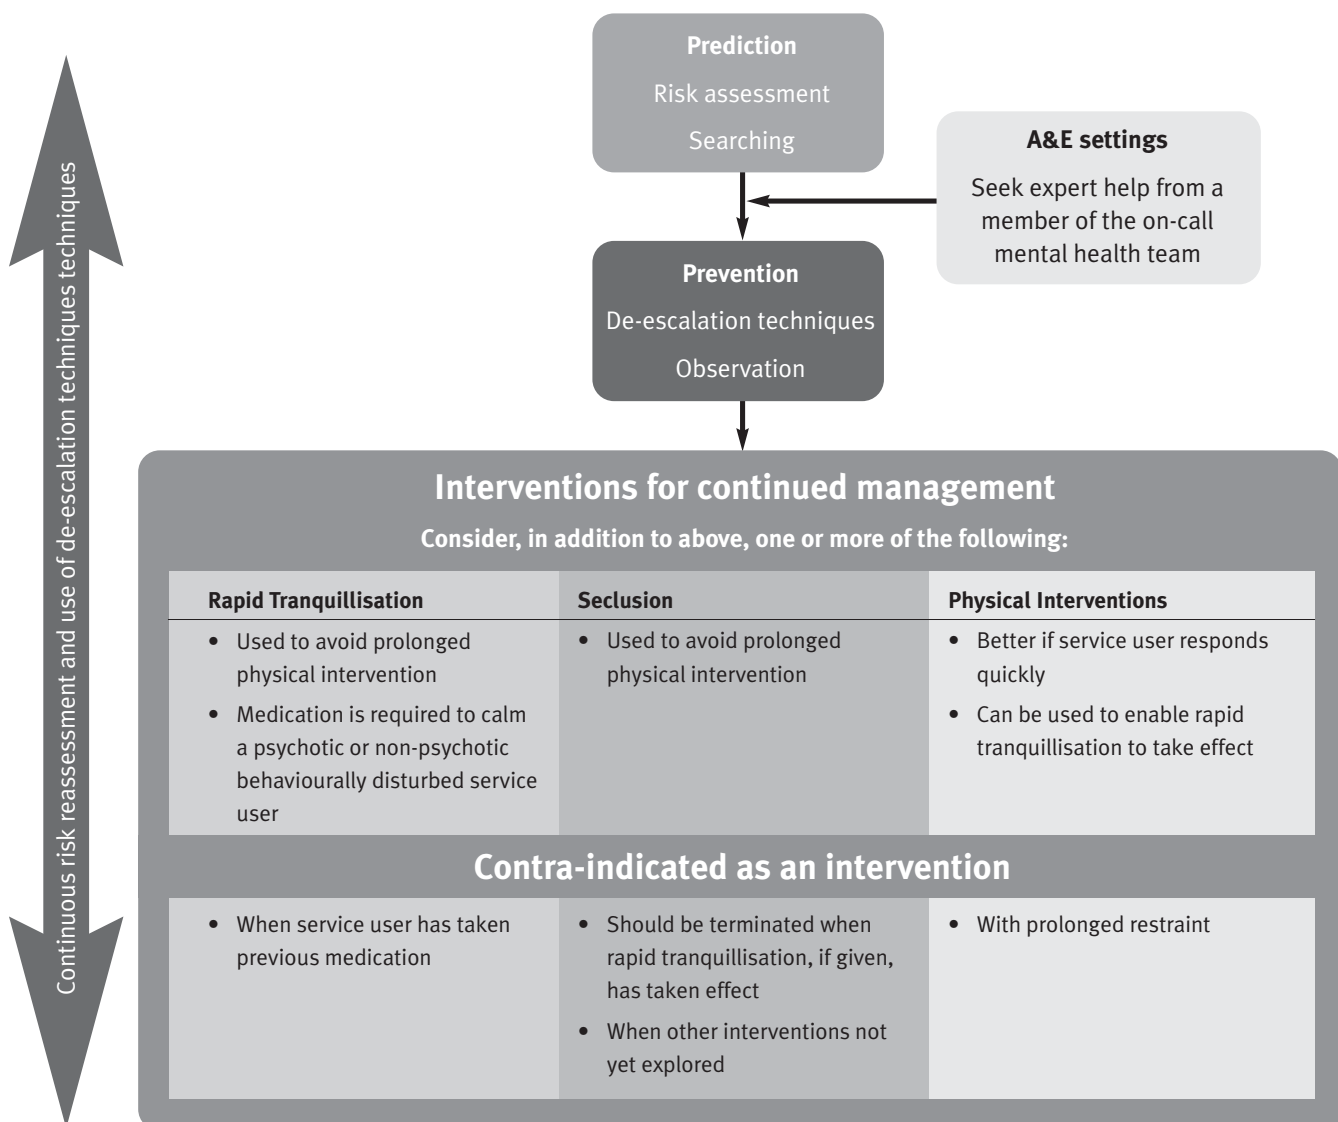 Prediction
Risk assessment
Searching
A&E settings
Seek expert help from a
member of the on-call
mental health team
Prevention
De-escalation techniques
Observation
Continuous risk reassessment and use of de-escalation techniques techniques
Interventions for continued management
Consider, in addition to above, one or more of the following:
Rapid Tranquillisation
• Used to avoid prolonged
physical intervention
• Medication is required to calm
a psychotic or non-psychotic
behaviourally disturbed service
user
Seclusion
• Used to avoid prolonged
physical intervention
Physical Interventions
• Better if service user responds
quickly
• Can be used to enable rapid
tranquillisation to take effect
Contra-indicated as an intervention
• When service user has taken
previous medication
• Should be terminated when
rapid tranquillisation, if given,
has taken effect
• When other interventions not
yet explored
• With prolonged restraint